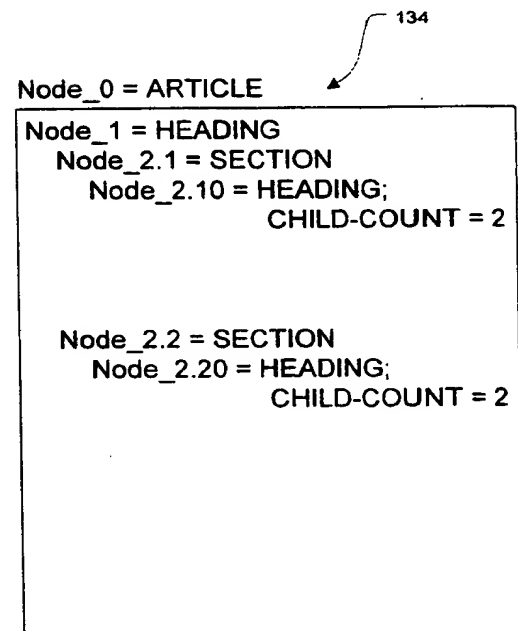 134
Node_0 = ARTICLE
Node_1 = HEADING
Node_2.1 = SECTION
Node_2.10 = HEADING;
CHILD-COUNT = 2
Node_2.2 = SECTION
Node_2.20 = HEADING;
CHILD-COUNT = 2